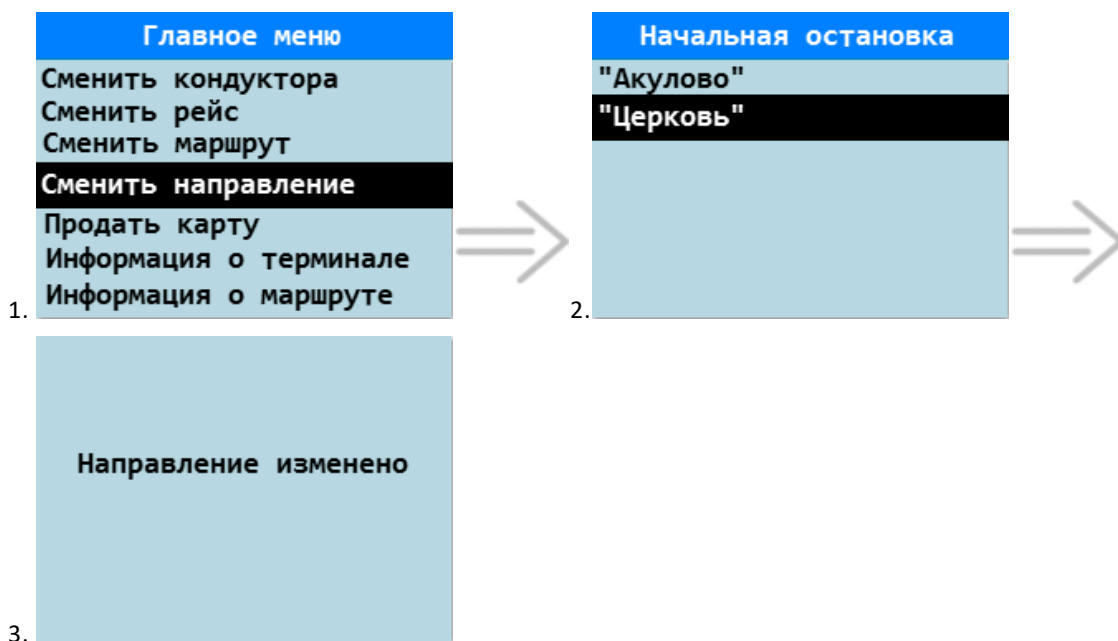 Главное меню
Сменить кондуктора
Сменить рейс
Сменить маршрут
Сменить направление
Продать карту
Информация о терминале
Информация о маршруте
1.
Начальная остановка
"Акулово"
"Церковь"
2.
Направление изменено
3.